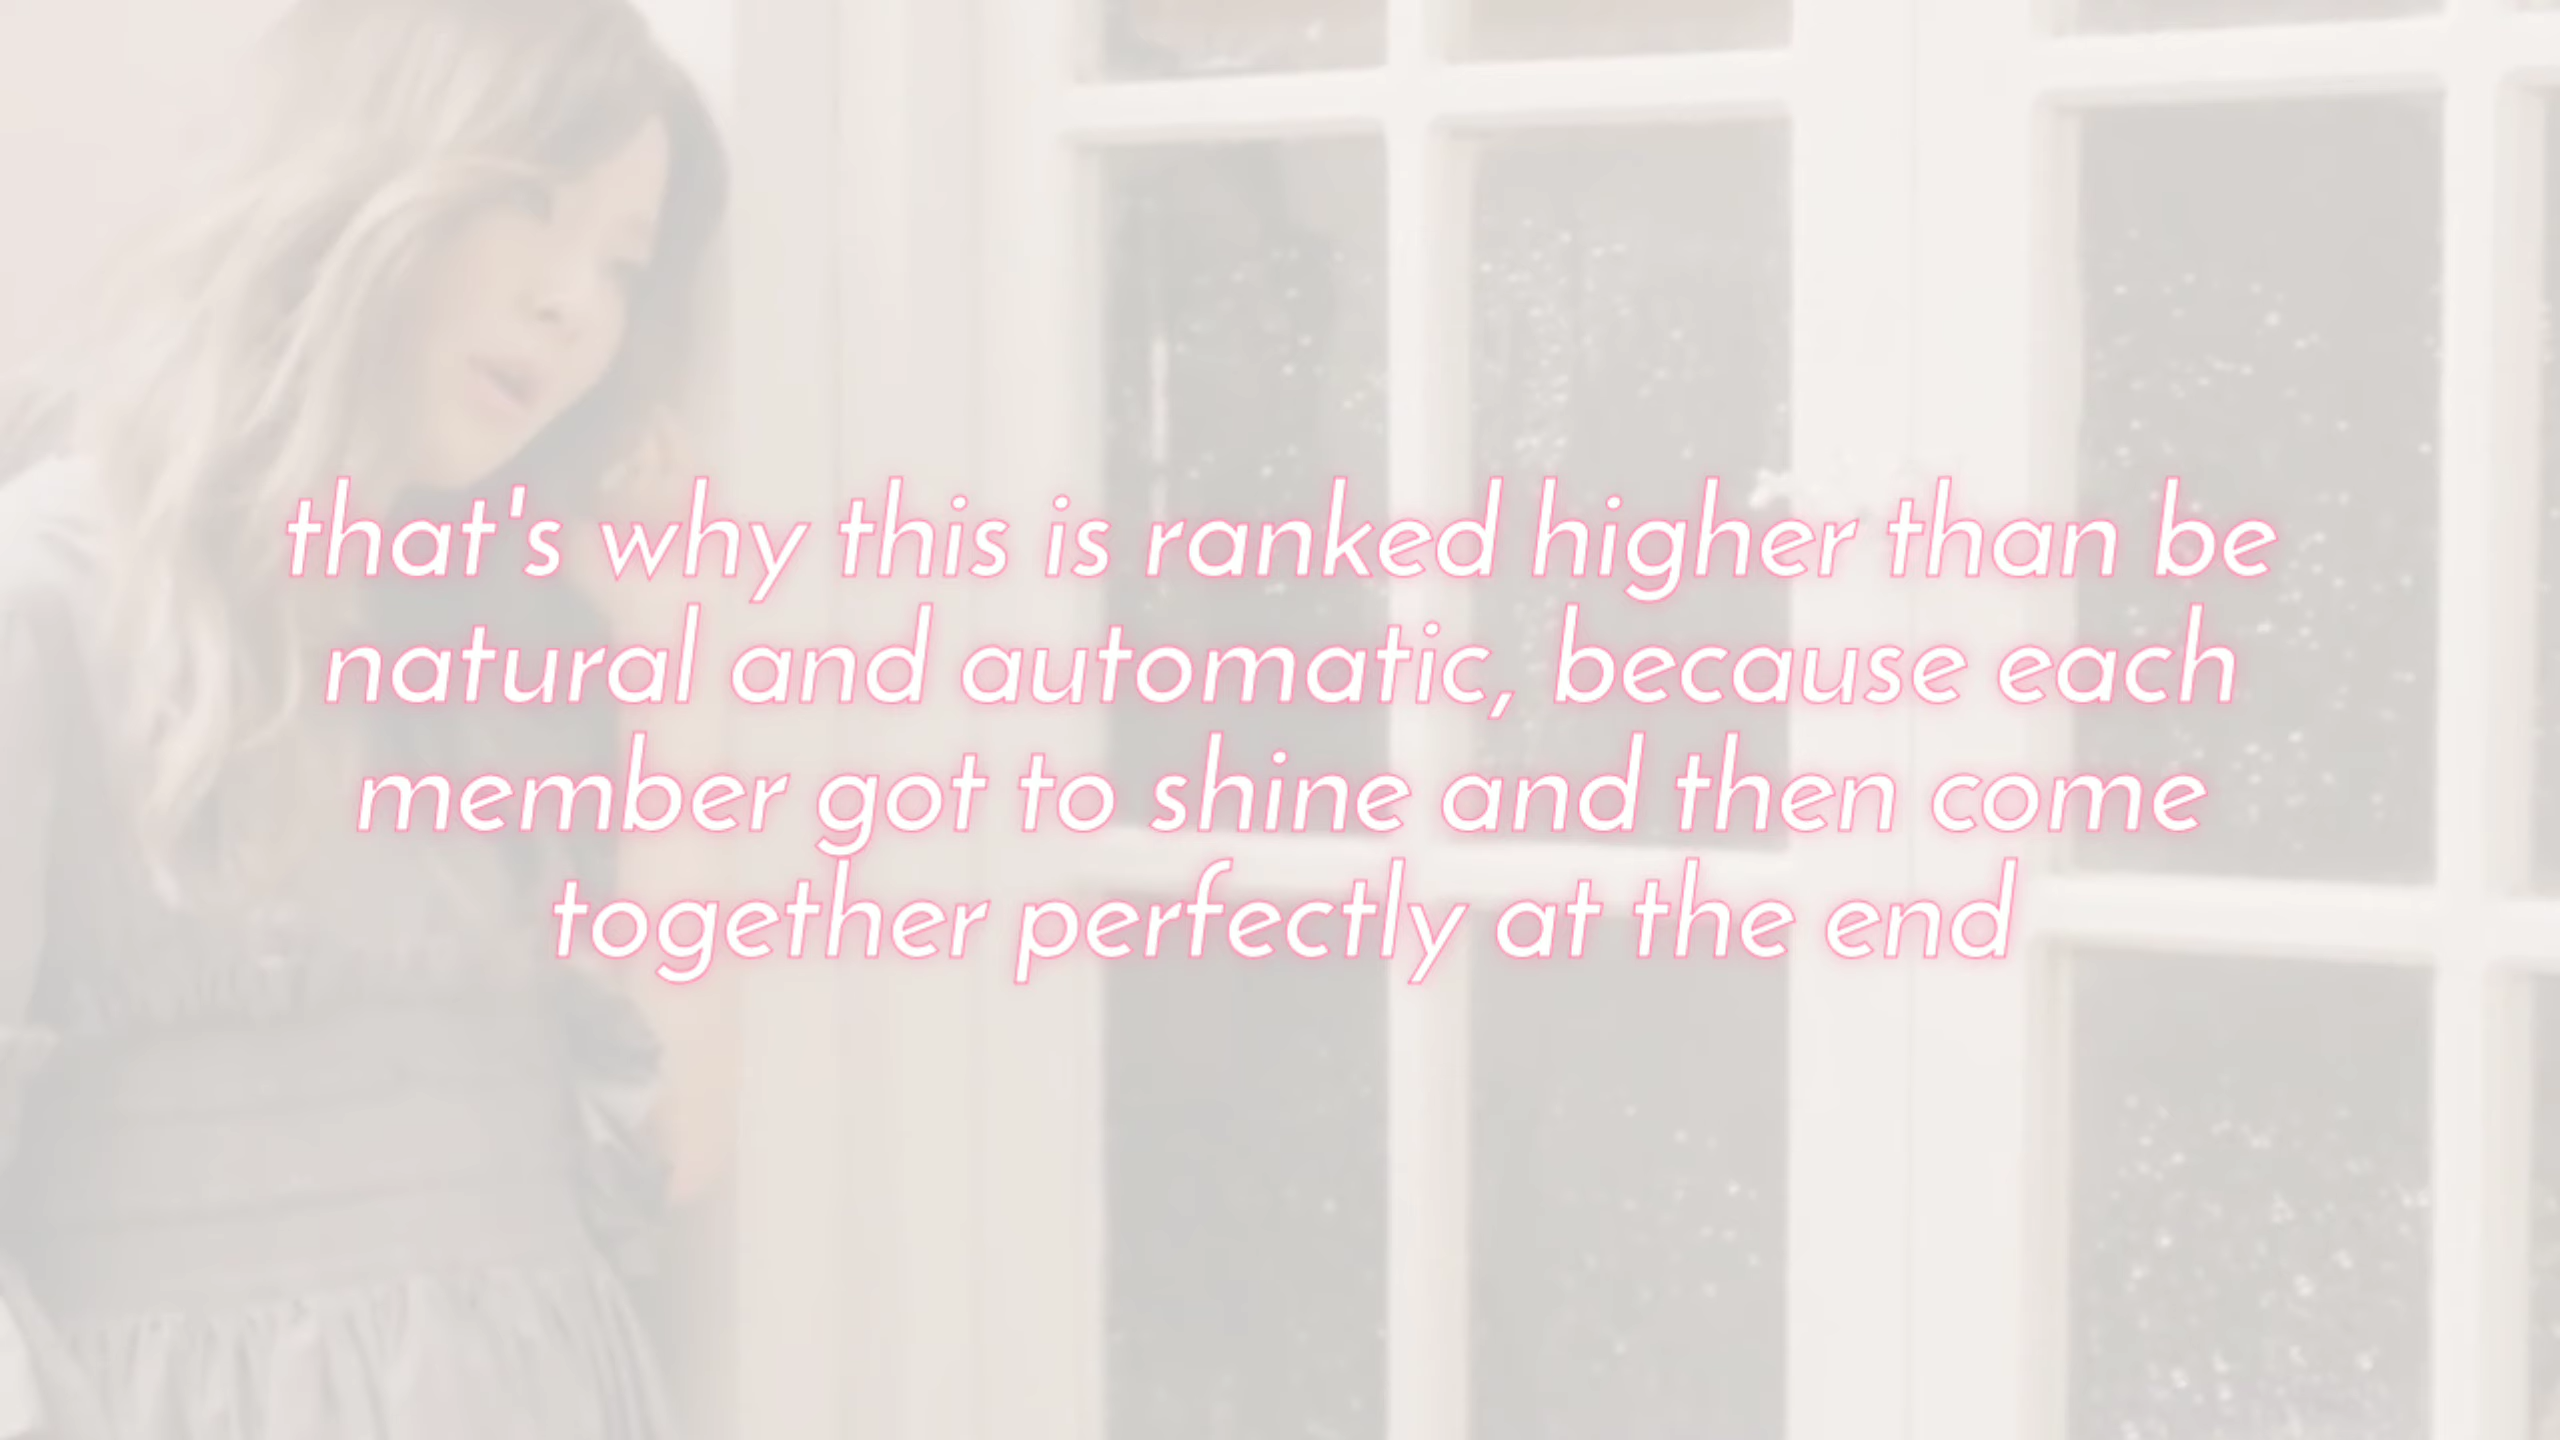 that's why this is ranked higher than be
natural and automatic, because each
member got to shine and then come
together perfectly at the end